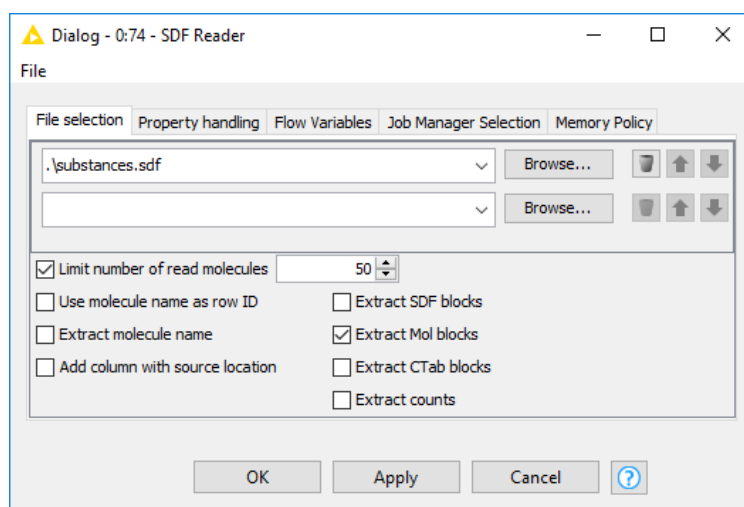 Dialog - 0:74 - SDF Reader
File
File selection Property handling Flow Variables Job Manager Selection Memory Policy
.\substances.sdf Browse...
Browse...
Limit number of read molecules 50
Use molecule name as row ID Extract SDF blocks
Extract molecule name Extract Mol blocks
Add column with source location Extract CTab blocks
Extract counts
OK Apply Cancel ?